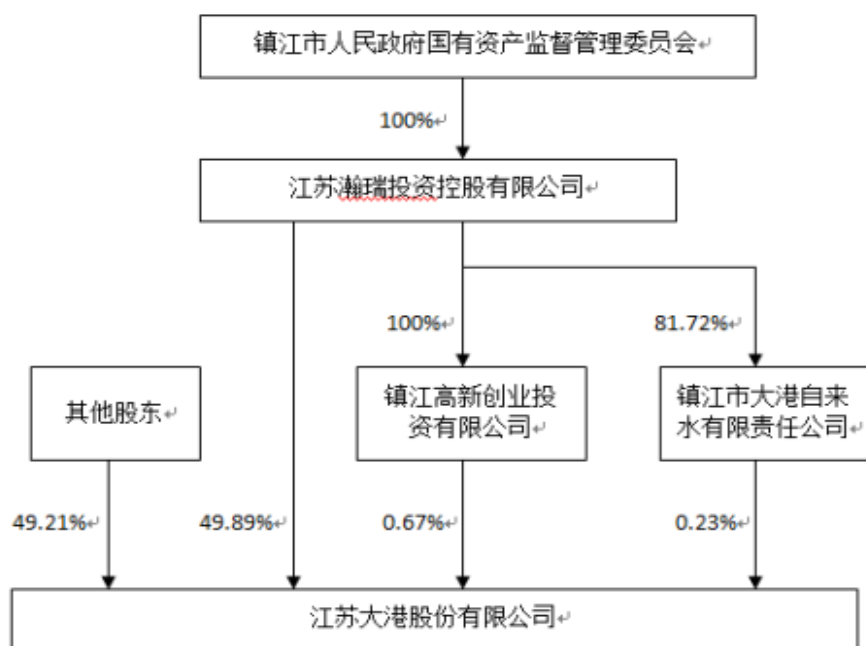 镇江市人民政府国有资产监督管理委员会↵
100%↵
江苏瀚瑞投资控股有限公司↵
100%↵
81.72%↵
其他股东↵
镇江高新创业投
资有限公司↵
镇江市大港自来
水有限责任公司↵
49.21%↵
49.89%↵
0.67%↵
0.23%↵
江苏大港股份有限公司↵